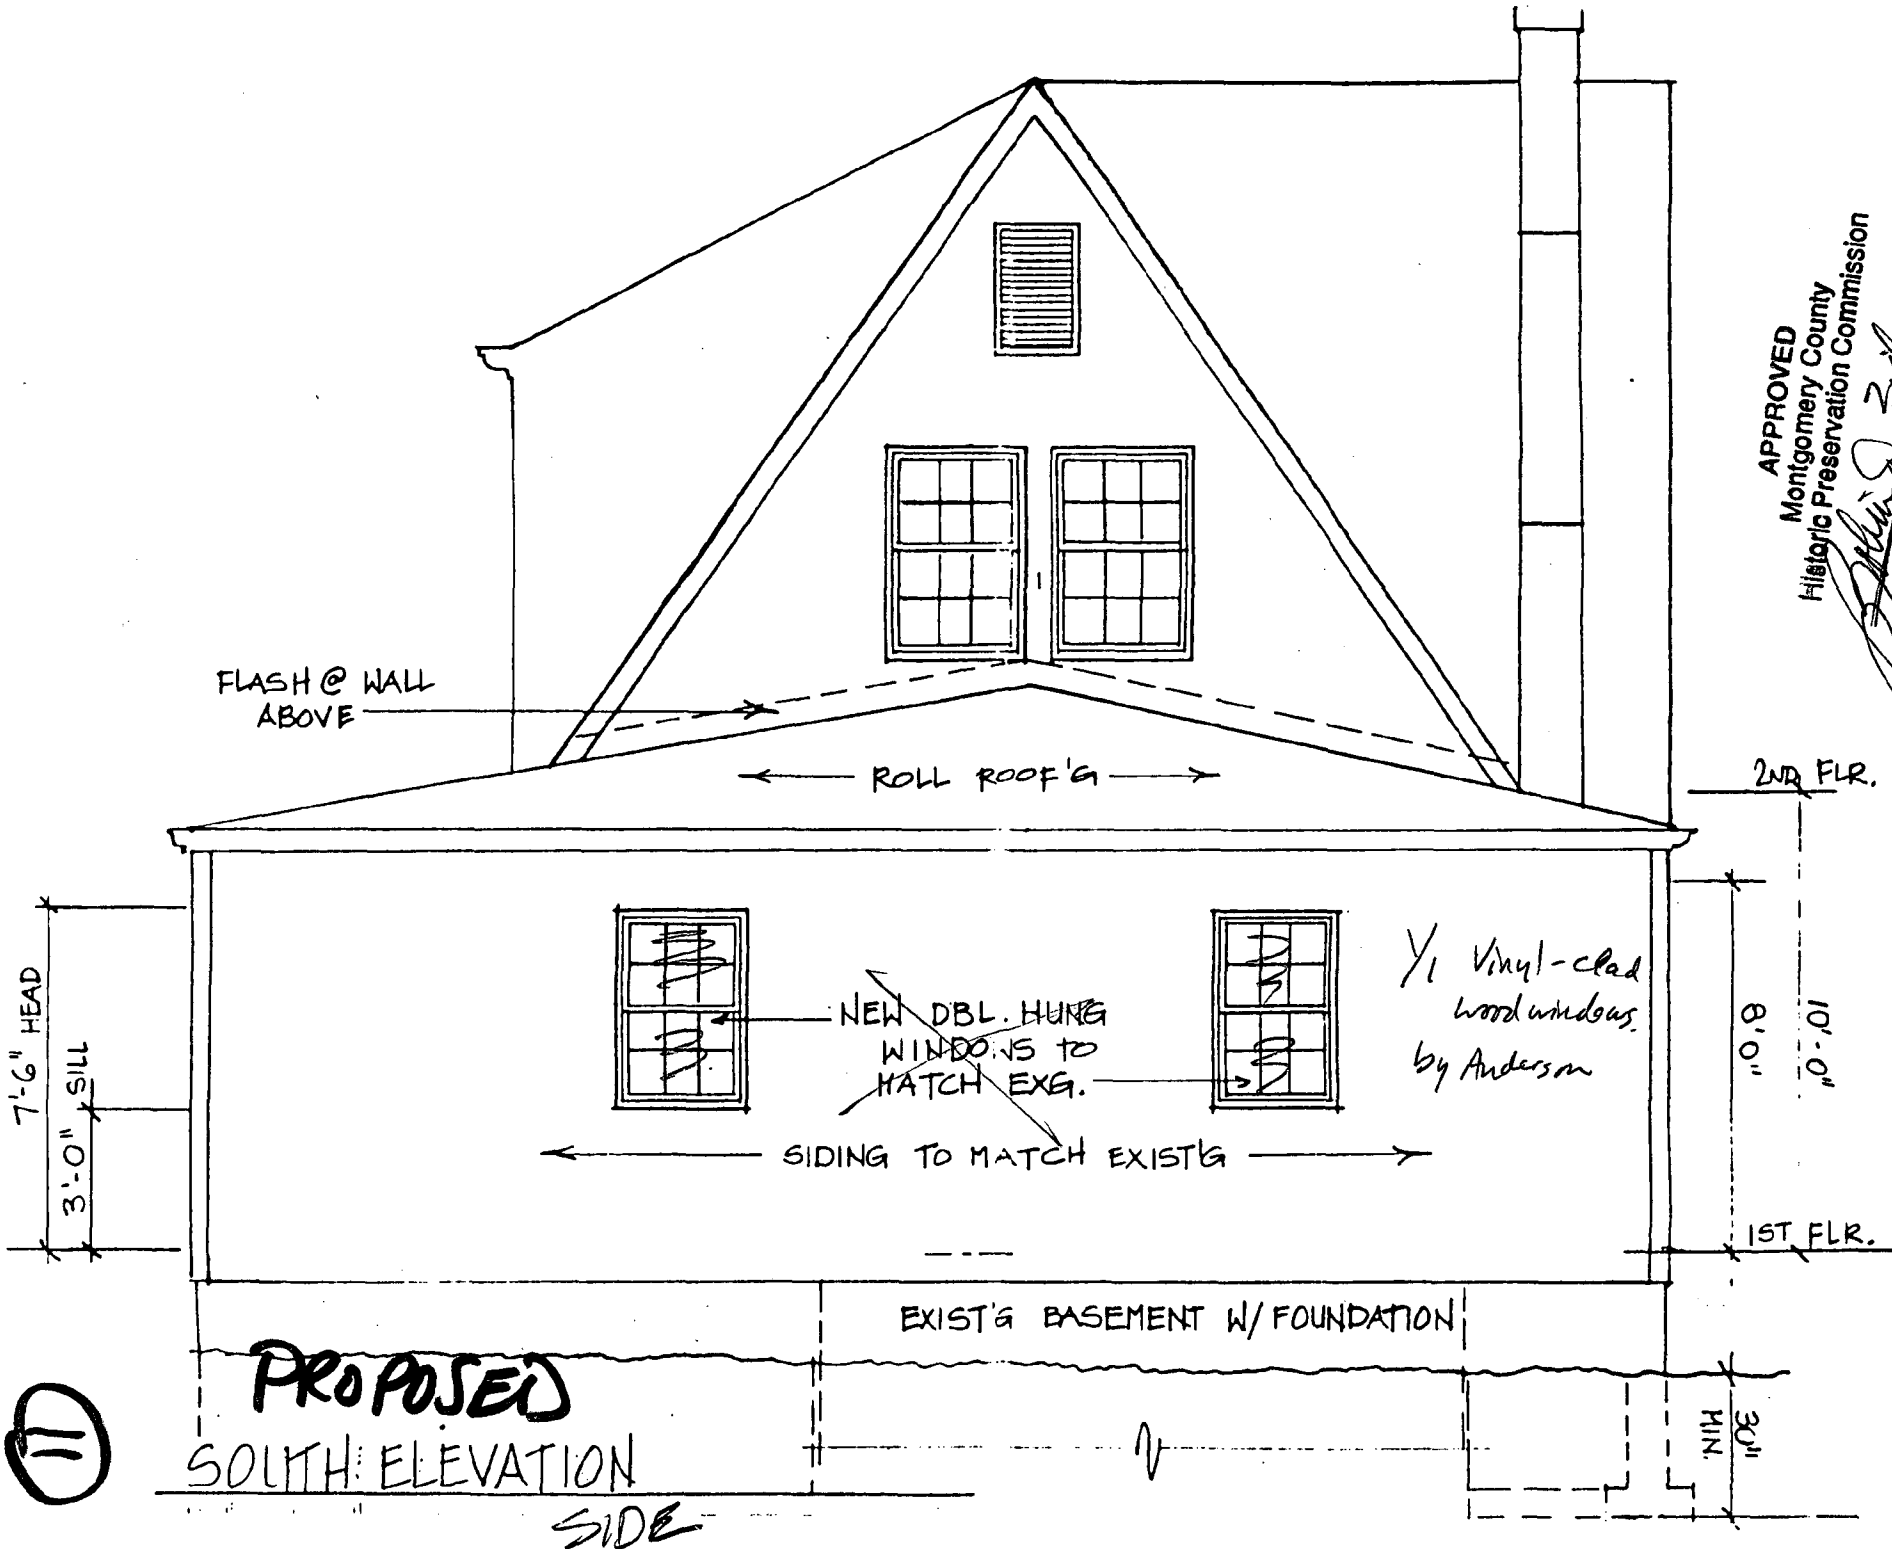 APPROVED
Montgomery County
Historic Preservation Commission
FLASH @ WALL
ABOVE
ROLL ROOF'G
2ND FLR.
7'-6" HEAD
3'-0" SILL
NEW DBL. HUNG
WINDOWS TO
MATCH EXG.
1/1 Vinyl-clad
wood windows
by Anderson
8'0"
10'-0"
SIDING TO MATCH EXIST'G
1ST FLR.
EXIST'G BASEMENT W/ FOUNDATION
30"
MIN.
PROPOSED
SOUTH ELEVATION
SIDE
11